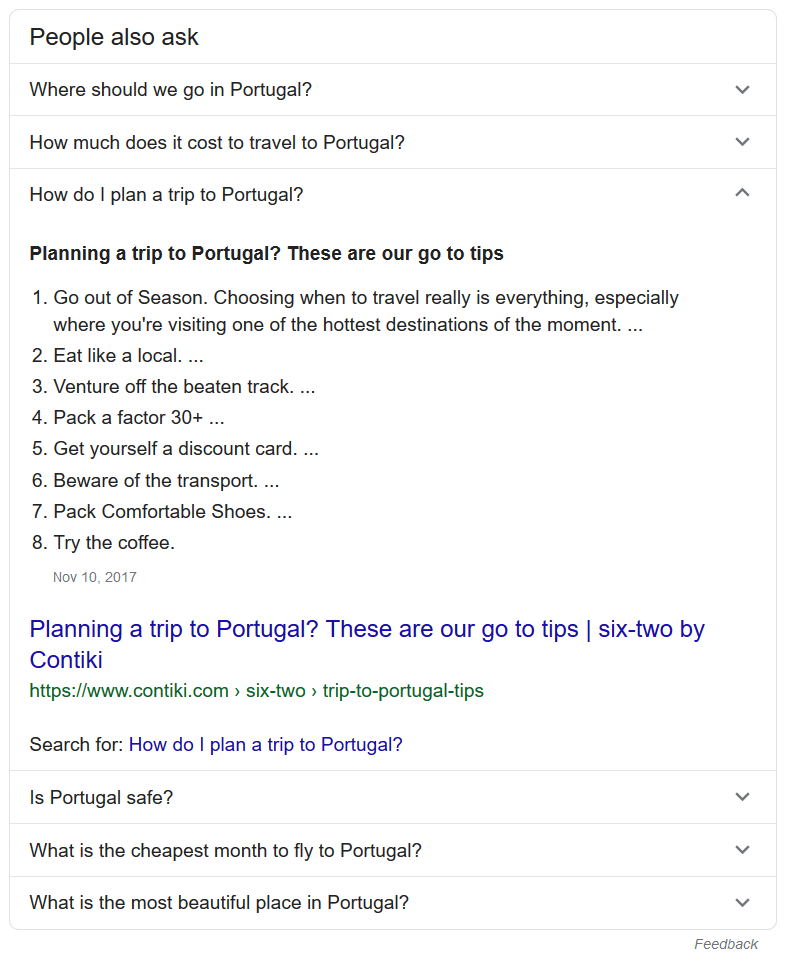 People also ask
Where should we go in Portugal?
How much does it cost to travel to Portugal?
How do I plan a trip to Portugal?
Planning a trip to Portugal? These are our go to tips
1. Go out of Season. Choosing when to travel really is everything, especially
where you're visiting one of the hottest destinations of the moment. ...
2. Eat like a local. ...
3. Venture off the beaten track. ...
4. Pack a factor 30+ ...
5. Get yourself a discount card. ...
6. Beware of the transport. ...
7. Pack Comfortable Shoes. ...
8. Try the coffee.
Nov 10, 2017
Planning a trip to Portugal? These are our go to tips | six-two by
Contiki
https://www.contiki.com › six-two › trip-to-portugal-tips
Search for: How do I plan a trip to Portugal?
Is Portugal safe?
What is the cheapest month to fly to Portugal?
What is the most beautiful place in Portugal?
Feedback